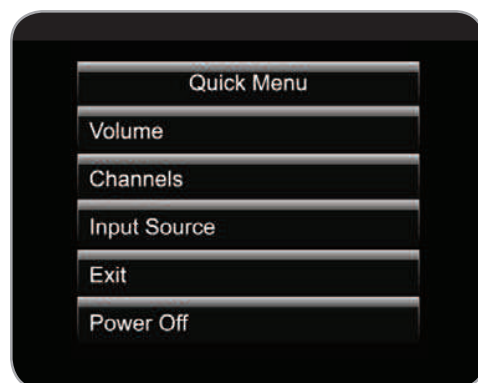 Quick Menu
Volume
Channels
Input Source
Exit
Power Off